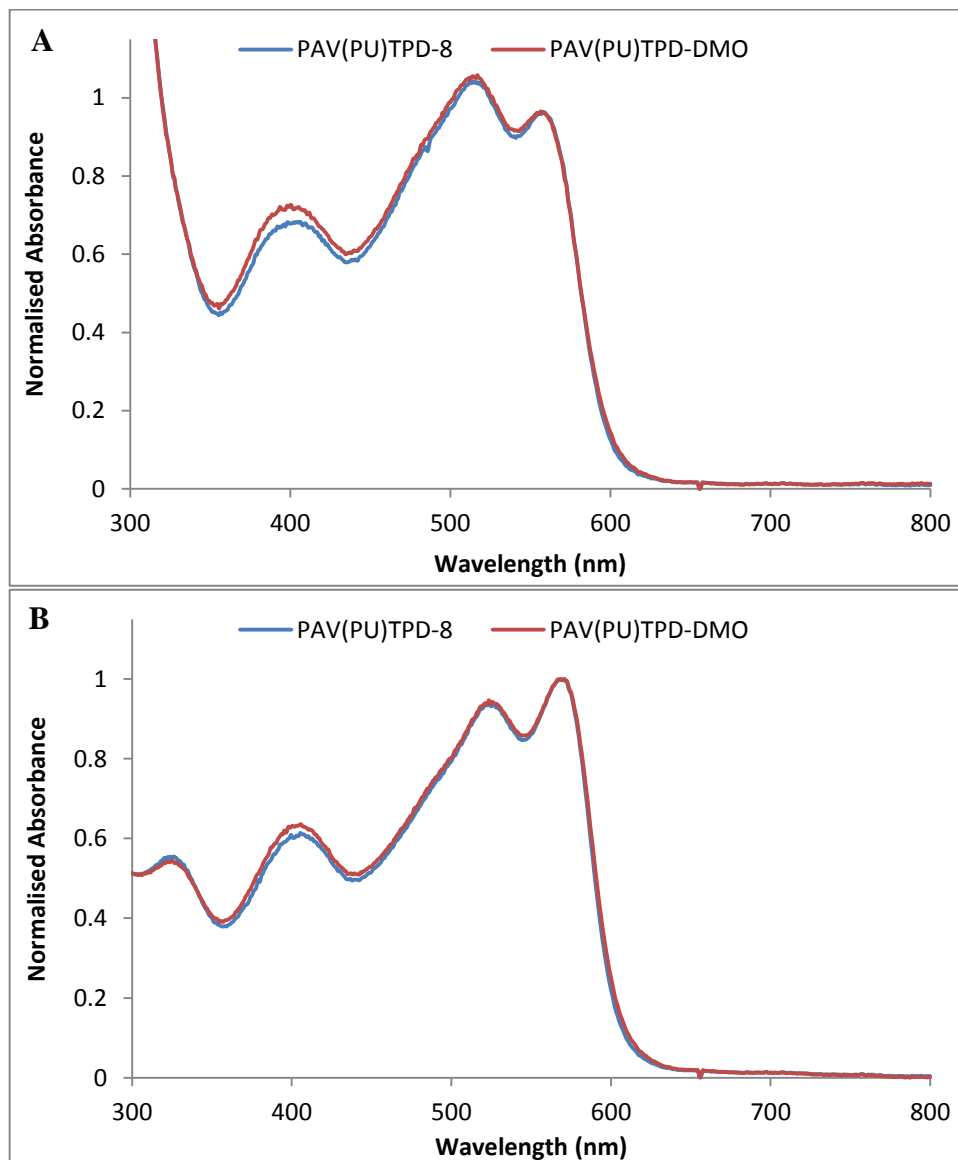 A
PAV(PU)TPD-8 PAV(PU)TPD-DMO
Normalised Absorbance
1
0.8
0.6
0.4
0.2
0
300 400 500 600 700 800
Wavelength (nm)
B
PAV(PU)TPD-8 PAV(PU)TPD-DMO
Normalised Absorbance
1
0.8
0.6
0.4
0.2
0
300 400 500 600 700 800
Wavelength (nm)